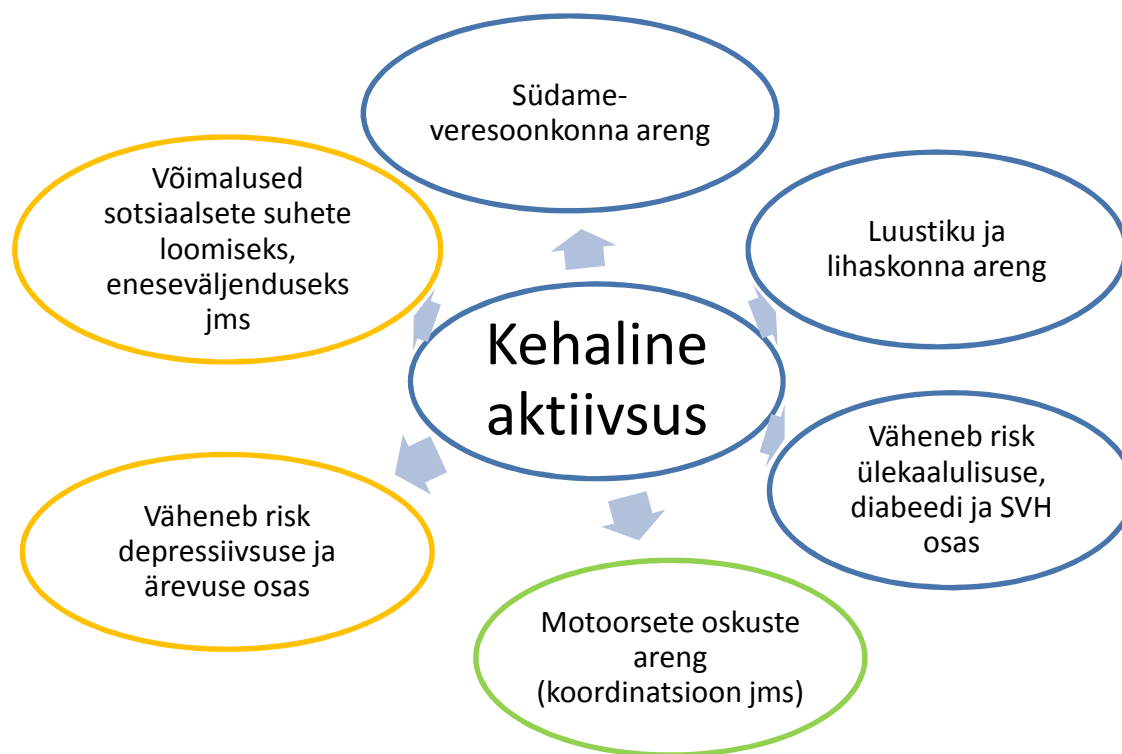 Südame-
veresoonkonna areng
Võimalused
sotsiaalsete suhete
loomiseks,
eneseväljenduseks
jms
Luustiku ja
lihaskonna areng
Kehaline
aktiivsus
Väheneb risk
ülekaalulisuse,
diabeedi ja SVH
osas
Väheneb risk
depressiivsuse ja
ärevuse osas
Motoorsete oskuste
areng
(koordinatsioon jms)